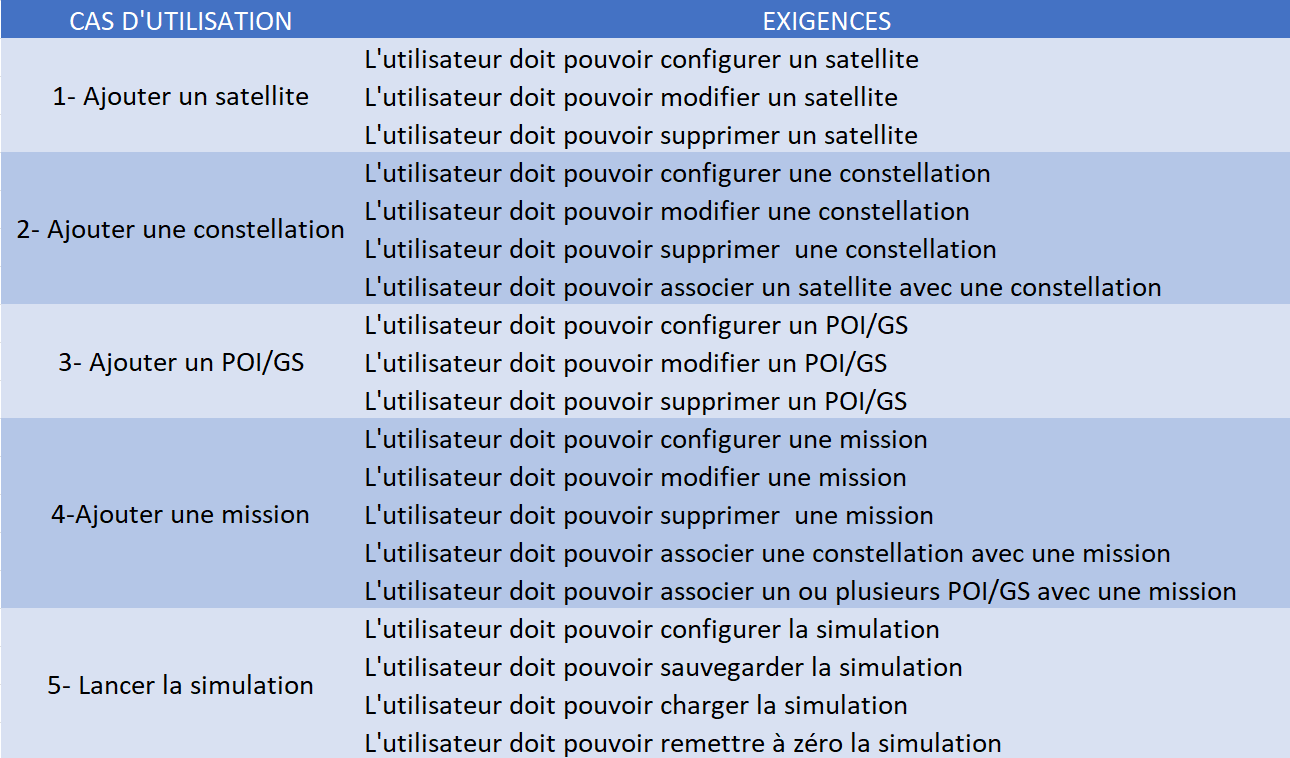 CAS D'UTILISATION EXIGENCES
1- Ajouter un satellite
L'utilisateur doit pouvoir configurer un satellite
L'utilisateur doit pouvoir modifier un satellite
L'utilisateur doit pouvoir supprimer un satellite
2- Ajouter une constellation
L'utilisateur doit pouvoir configurer une constellation
L'utilisateur doit pouvoir modifier une constellation
L'utilisateur doit pouvoir supprimer  une constellation
L'utilisateur doit pouvoir associer un satellite avec une constellation
3- Ajouter un POI/GS
L'utilisateur doit pouvoir configurer un POI/GS
L'utilisateur doit pouvoir modifier un POI/GS
L'utilisateur doit pouvoir supprimer un POI/GS
4-Ajouter une mission
L'utilisateur doit pouvoir configurer une mission
L'utilisateur doit pouvoir modifier une mission
L'utilisateur doit pouvoir supprimer  une mission
L'utilisateur doit pouvoir associer une constellation avec une mission
L'utilisateur doit pouvoir associer un ou plusieurs POI/GS avec une mission
5- Lancer la simulation
L'utilisateur doit pouvoir configurer la simulation
L'utilisateur doit pouvoir sauvegarder la simulation
L'utilisateur doit pouvoir charger la simulation
L'utilisateur doit pouvoir remettre à zéro la simulation